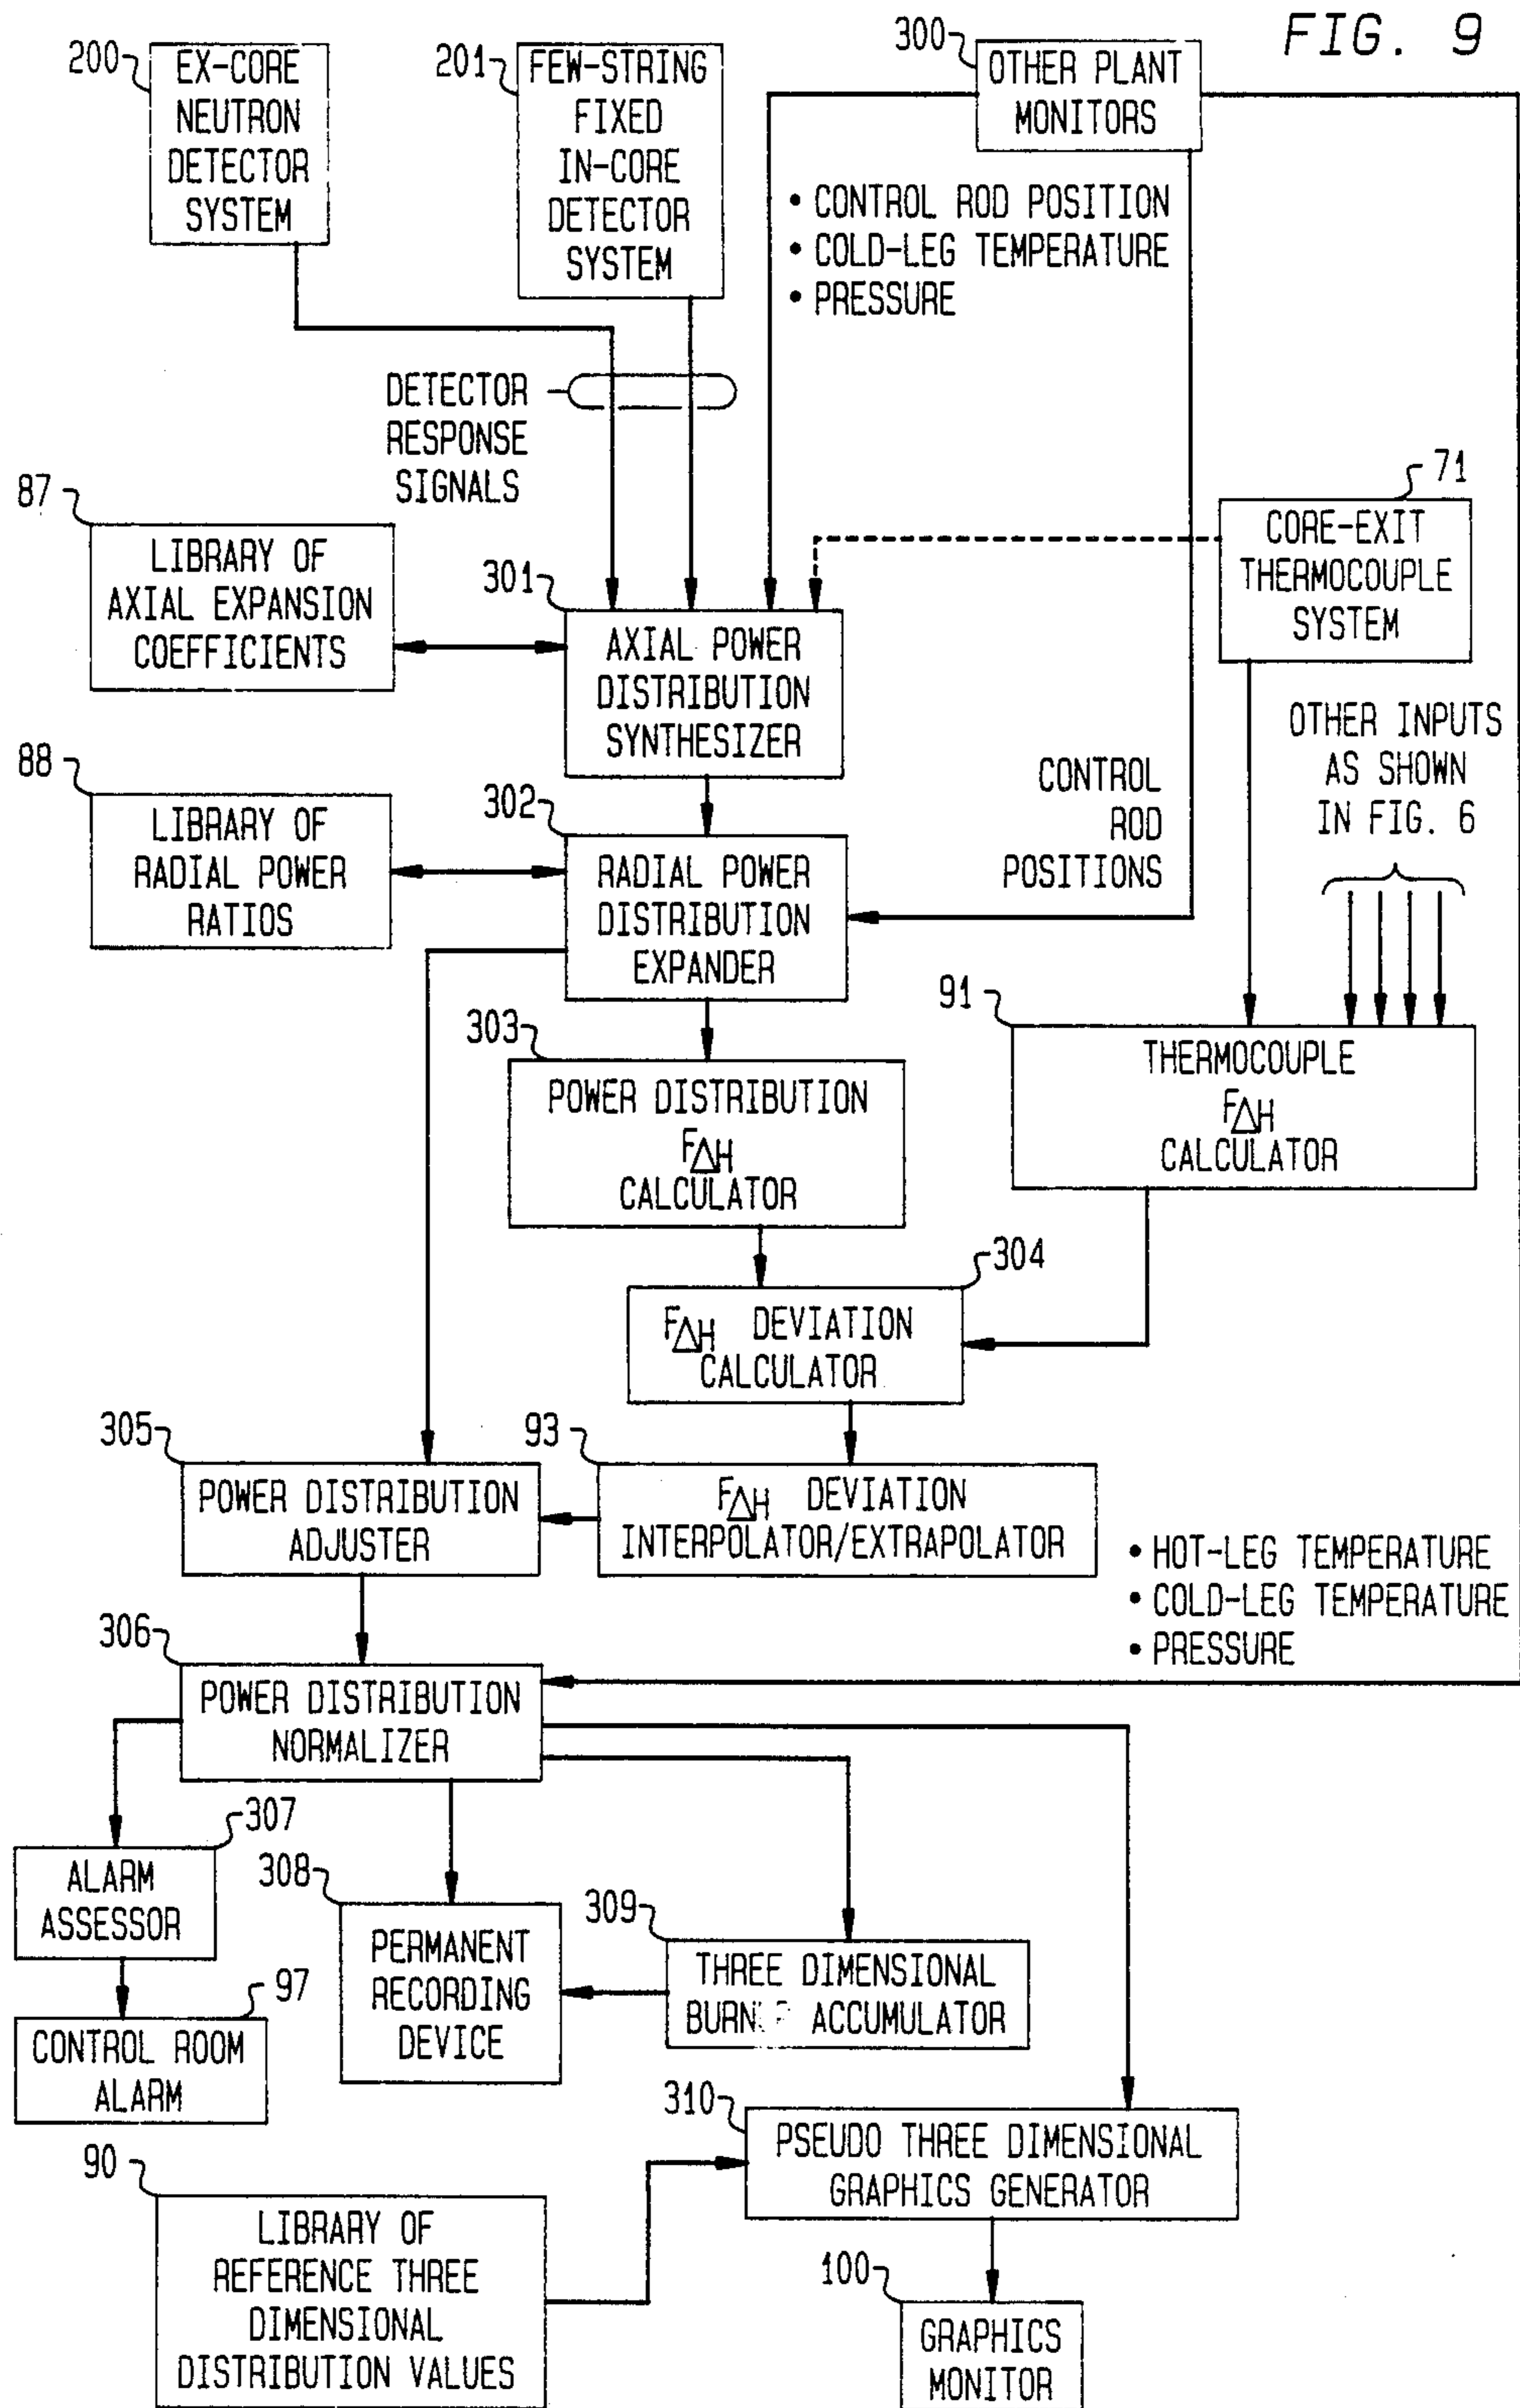 FIG. 9
200
EX-CORE
NEUTRON
DETECTOR
SYSTEM
201
FEW-STRING
FIXED
IN-CORE
DETECTOR
SYSTEM
300
OTHER PLANT
MONITORS
• CONTROL ROD POSITION
• COLD-LEG TEMPERATURE
• PRESSURE
DETECTOR
RESPONSE
SIGNALS
87
LIBRARY OF
AXIAL EXPANSION
COEFFICIENTS
301
AXIAL POWER
DISTRIBUTION
SYNTHESIZER
71
CORE-EXIT
THERMOCOUPLE
SYSTEM
OTHER INPUTS
AS SHOWN
IN FIG. 6
88
LIBRARY OF
RADIAL POWER
RATIOS
302
RADIAL POWER
DISTRIBUTION
EXPANDER
CONTROL
ROD
POSITIONS
303
POWER DISTRIBUTION
FΔH
CALCULATOR
91
THERMOCOUPLE
FΔH
CALCULATOR
304
FΔH DEVIATION
CALCULATOR
305
POWER DISTRIBUTION
ADJUSTER
93
FΔH DEVIATION
INTERPOLATOR/EXTRAPOLATOR
• HOT-LEG TEMPERATURE
• COLD-LEG TEMPERATURE
• PRESSURE
306
POWER DISTRIBUTION
NORMALIZER
307
ALARM
ASSESSOR
97
CONTROL ROOM
ALARM
308
PERMANENT
RECORDING
DEVICE
309
THREE DIMENSIONAL
ACCUMULATOR
310
PSEUDO THREE DIMENSIONAL
GRAPHICS GENERATOR
90
LIBRARY OF
REFERENCE THREE
DIMENSIONAL
DISTRIBUTION VALUES
100
GRAPHICS
MONITOR